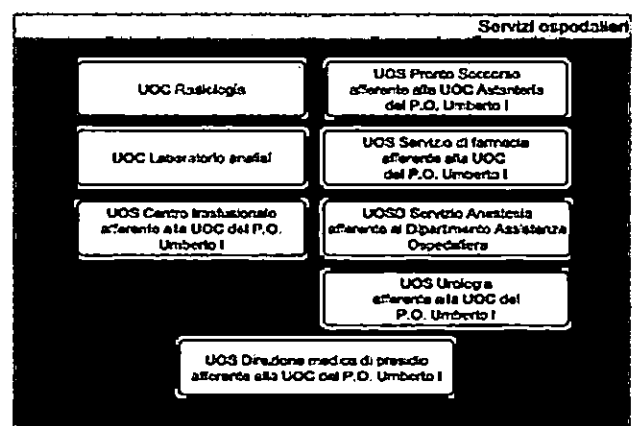 Servizi ospedalieri
UOC Radiologia
UOS Pronto Soccorso
afferente alla UOC Astanteria
del P.O. Umberto I
UOC Laboratorio analisi
UOS Servizio di farmacia
afferente alla UOC
del P.O. Umberto I
UOS Centro trasfusionale
afferente alla UOC del P.O.
Umberto I
UOSD Servizio Anestesia
afferente al Dipartimento Assistenza
Ospedaliera
UOS Urologia
afferente alla UOC del
P.O. Umberto I
UOS Direzione medica di presidio
afferente alla UOC del P.O. Umberto I